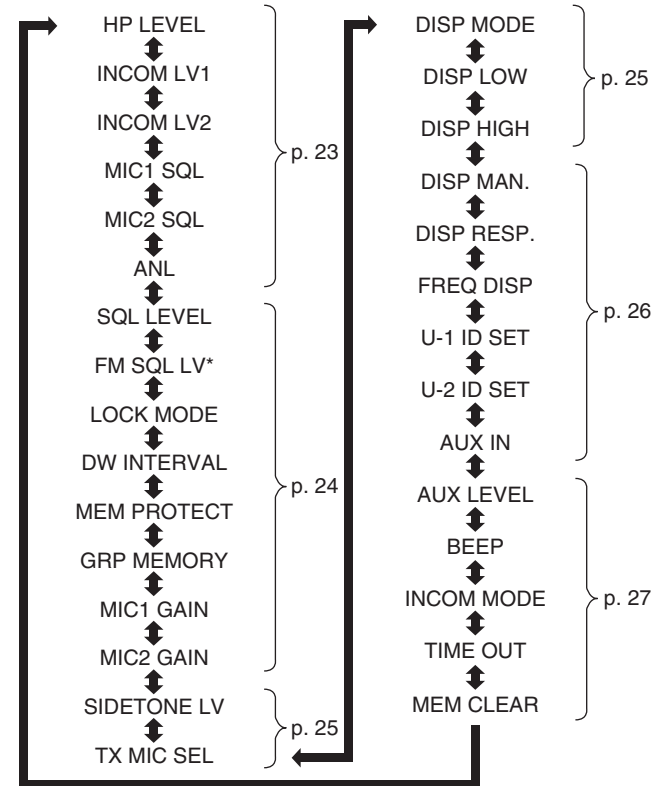 HP LEVEL
INCOM LV1
INCOM LV2
MIC1 SQL
MIC2 SQL
ANL
p. 23
SQL LEVEL
FM SQL LV*
LOCK MODE
DW INTERVAL
MEM PROTECT
GRP MEMORY
MIC1 GAIN
MIC2 GAIN
p. 24
SIDETONE LV
TX MIC SEL
p. 25
DISP MODE
DISP LOW
DISP HIGH
p. 25
DISP MAN.
DISP RESP.
FREQ DISP
U-1 ID SET
U-2 ID SET
AUX IN
p. 26
AUX LEVEL
BEEP
INCOM MODE
TIME OUT
MEM CLEAR
p. 27